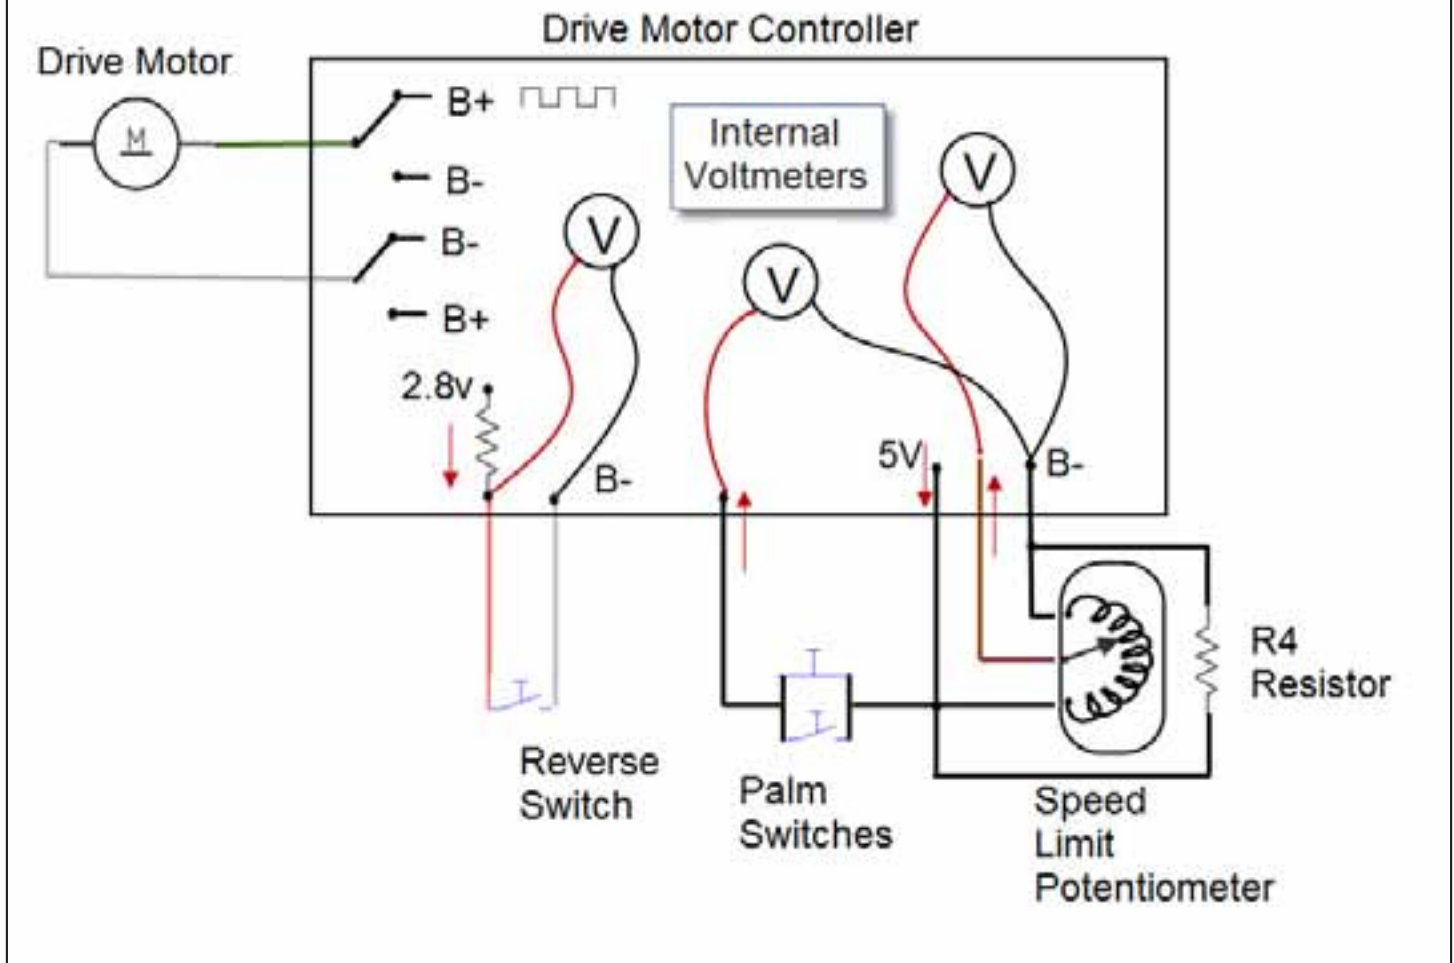 Drive Motor Controller
Drive Motor
M
B+
B-
B-
B+
Internal
Voltmeters
V
V
V
2.8v
B-
5V
B-
R4
Resistor
Reverse
Switch
Palm
Switches
Speed
Limit
Potentiometer